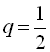 q = 1/2